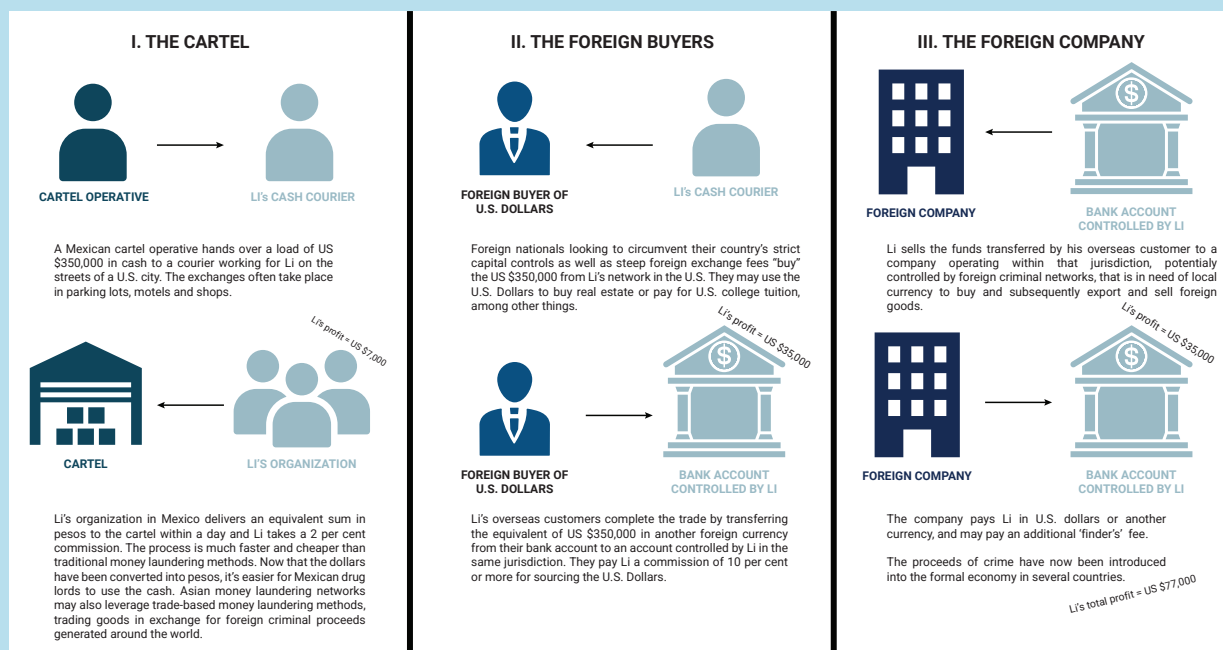 I. THE CARTEL
CARTEL OPERATIVE
LI's CASH COURIER
A Mexican cartel operative hands over a load of US
$350,000 in cash to a courier working for Li on the
streets of a U.S. city. The exchanges often take place
in parking lots, motels and shops.
Li's profit = US $7,000
CARTEL
LI'S ORGANIZATION
Li's organization in Mexico delivers an equivalent sum in
pesos to the cartel within a day and Li takes a 2 per cent
commission. The process is much faster and cheaper than
traditional money laundering methods. Now that the dollars
have been converted into pesos, it's easier for Mexican drug
lords to use the cash. Asian money laundering networks
may also leverage trade-based money laundering methods,
trading goods in exchange for foreign criminal proceeds
generated around the world.
II. THE FOREIGN BUYERS
FOREIGN BUYER OF
U.S. DOLLARS
LI's CASH COURIER
Foreign nationals looking to circumvent their country's strict
capital controls as well as steep foreign exchange fees “buy”
the US $350,000 from Li's network in the U.S. They may use the
U.S. Dollars to buy real estate or pay for U.S. college tuition,
among other things.
Li's profit = US $35,000
$
FOREIGN BUYER OF
U.S. DOLLARS
BANK ACCOUNT
CONTROLLED BY LI
Li's overseas customers complete the trade by transferring
the equivalent of US $350,000 in another foreign currency
from their bank account to an account controlled by Li in the
same jurisdiction. They pay Li a commission of 10 per cent
or more for sourcing the U.S. Dollars.
III. THE FOREIGN COMPANY
$
FOREIGN COMPANY
BANK ACCOUNT
CONTROLLED BY LI
Li sells the funds transferred by his overseas customer to a
company operating within that jurisdiction, potentialy
controlled by foreign criminal networks, that is in need of local
currency to buy and subsequently export and sell foreign
goods.
Li's profit = US $35,000
$
FOREIGN COMPANY
BANK ACCOUNT
CONTROLLED BY LI
The company pays Li in U.S. dollars or another
currency, and may pay an additional ‘finder's’ fee.
The proceeds of crime have now been introduced
into the formal economy in several countries.
Li's total profit = US $77,000